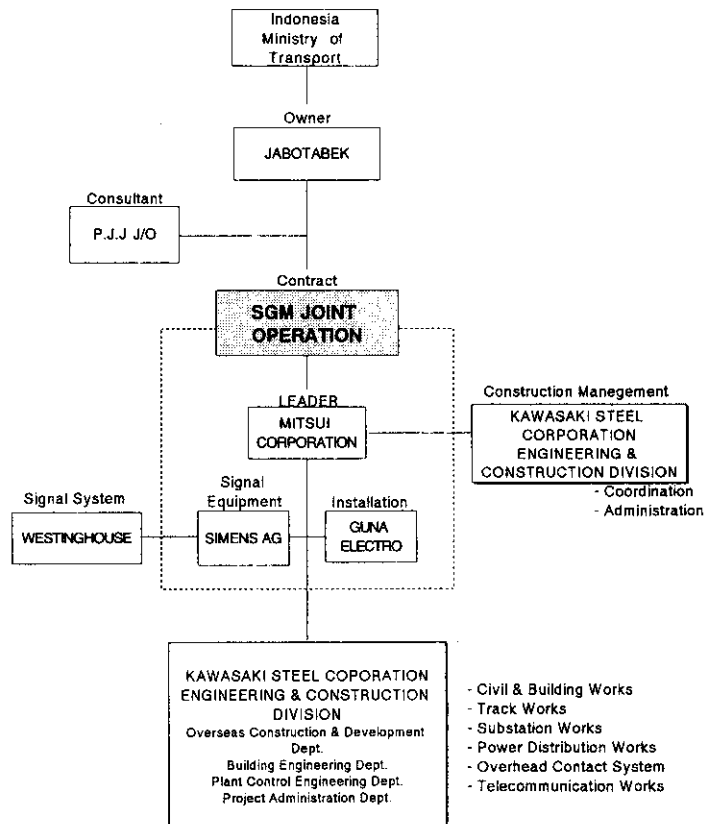 Indonesia
Ministry of
Transport
Owner
JABOTABEK
Consultant
P.J.J J/O
Contract
SGM JOINT
OPERATION
LEADER
MITSUI
CORPORATION
Construction Manegement
KAWASAKI STEEL
CORPORATION
ENGINEERING &
CONSTRUCTION DIVISION
- Coordination
- Administration
Signal System
WESTINGHOUSE
Signal
Equipment
SIMENS AG
Installation
GUNA
ELECTRO
KAWASAKI STEEL COPORATION
ENGINEERING & CONSTRUCTION
DIVISION
Overseas Construction & Development
Dept.
Building Engineering Dept.
Plant Control Engineering Dept.
Project Administration Dept.
- Civil & Building Works
- Track Works
- Substation Works
- Power Distribution Works
- Overhead Contact System
- Telecommunication Works